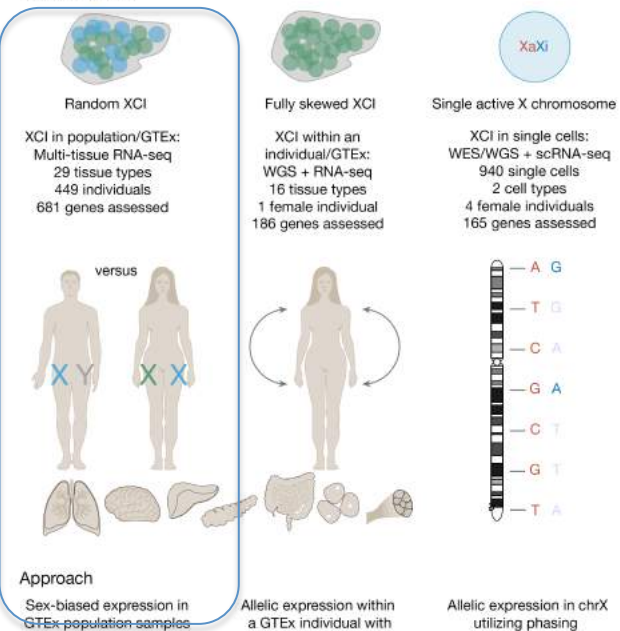 Random XCI
XCI in population/GTEx:
Multi-tissue RNA-seq
29 tissue types
449 individuals
681 genes assessed
versus
X Y
X X
Fully skewed XCI
XCI within an
individual/GTEx:
WGS + RNA-seq
16 tissue types
1 female individual
186 genes assessed
XaXi
Single active X chromosome
XCI in single cells:
WES/WGS + scRNA-seq
940 single cells
2 cell types
4 female individuals
165 genes assessed
A G
T G
C A
G A
C T
G T
T A
Approach
Sex-biased expression in
GTEx population samples
Allelic expression within
a GTEx individual with
Allelic expression in chrX
utilizing phasing